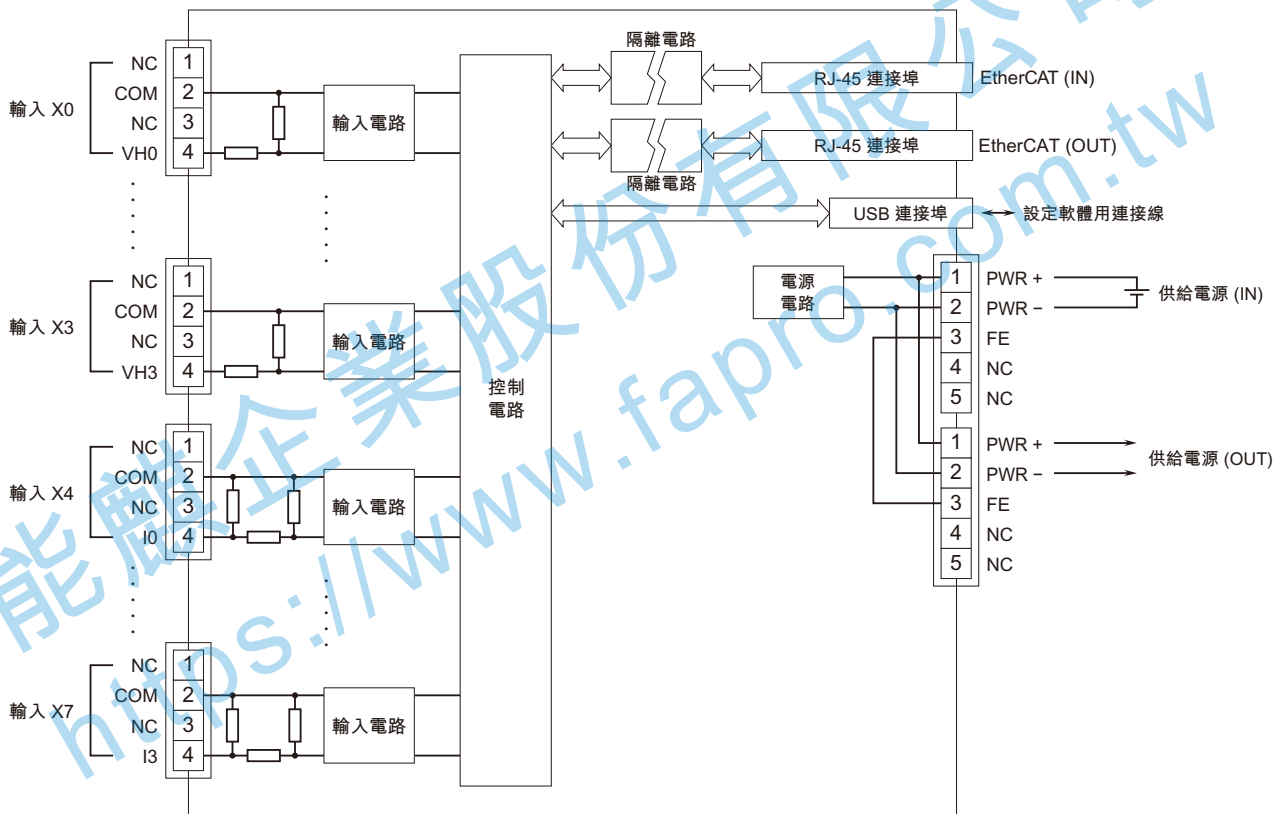 輸入 X0
NC 1
COM 2
NC 3
VH0 4
輸入電路
輸入 X3
NC 1
COM 2
NC 3
VH3 4
輸入電路
輸入 X4
NC 1
COM 2
NC 3
I0 4
輸入電路
輸入 X7
NC 1
COM 2
NC 3
I3 4
輸入電路
控制
電路
隔離電路
RJ-45 連接埠 EtherCAT (IN)
RJ-45 連接埠 EtherCAT (OUT)
隔離電路
USB 連接埠 設定軟體用連接線
電源
電路
1 PWR +
2 PWR −
3 FE
4 NC
5 NC
供給電源 (IN)
1 PWR +
2 PWR −
3 FE
4 NC
5 NC
供給電源 (OUT)
能麒企業股份有限公司
https://www.fapro.com.tw